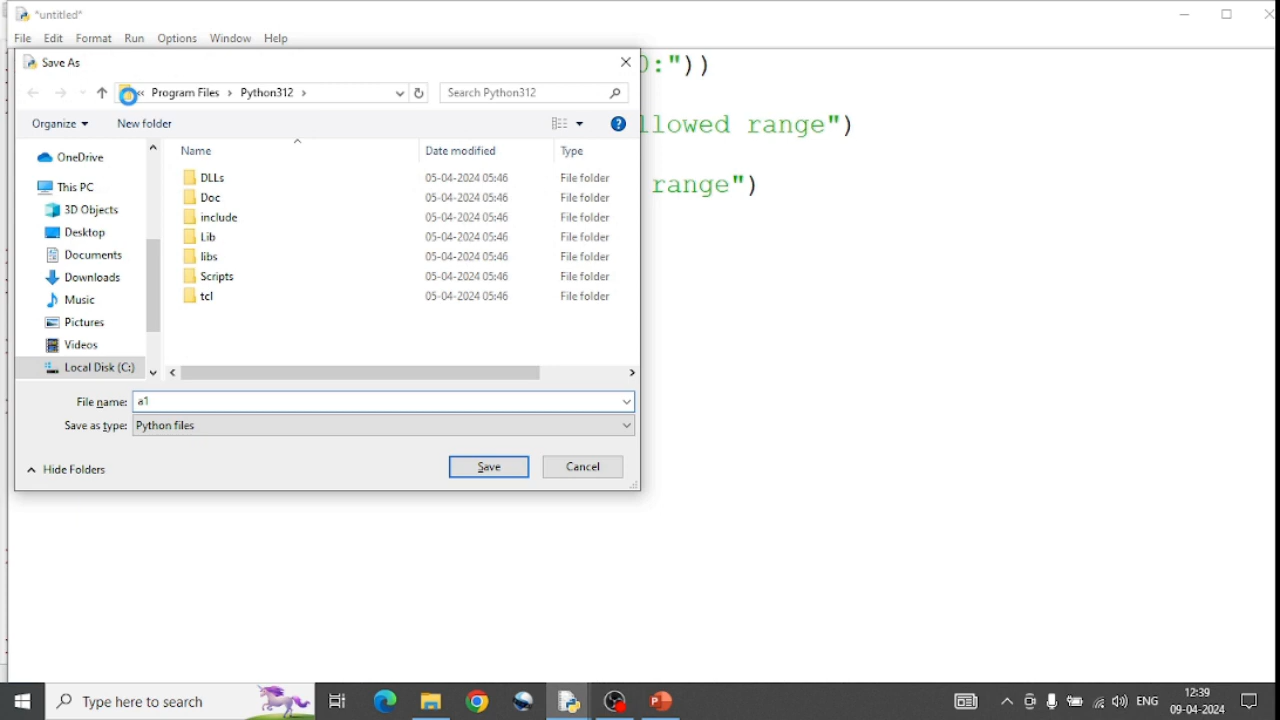 *untitled*
File Edit Format Run Options Window Help
Save As
0:"))
« Program Files › Python312 ›
Search Python312
llowed range")
Organize New folder
Name Date modified Type
range")
OneDrive
This PC
3D Objects
Desktop
Documents
Downloads
Music
Pictures
Videos
Local Disk (C:)
DLLs 05-04-2024 05:46 File folder
Doc 05-04-2024 05:46 File folder
include 05-04-2024 05:46 File folder
Lib 05-04-2024 05:46 File folder
libs 05-04-2024 05:46 File folder
Scripts 05-04-2024 05:46 File folder
tcl 05-04-2024 05:46 File folder
File name: a1
Save as type: Python files
Hide Folders
Save Cancel
Type here to search
ENG
12:39
09-04-2024